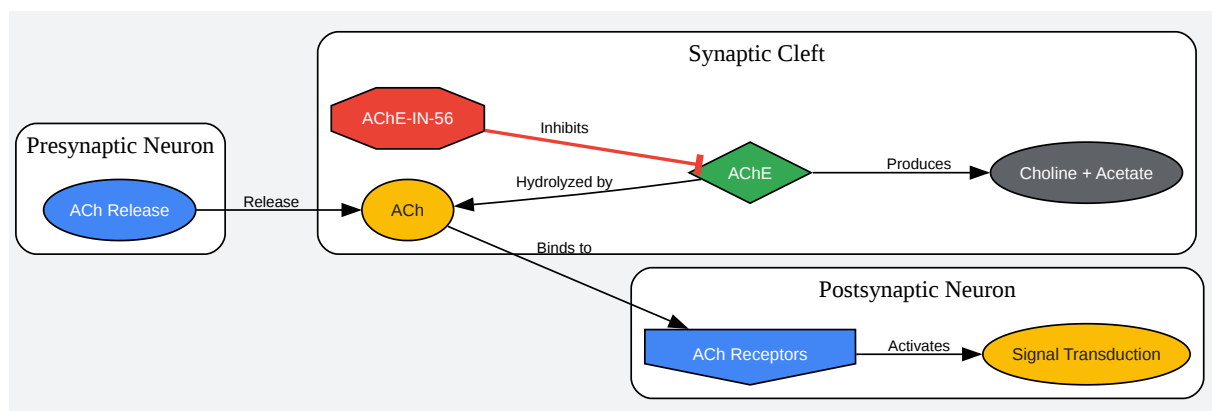 Synaptic Cleft
AChE-IN-56
Inhibits
Presynaptic Neuron
AChE
Produces
Choline + Acetate
Hydrolyzed by
ACh Release
Release
ACh
Binds to
Postsynaptic Neuron
ACh Receptors
Activates
Signal Transduction